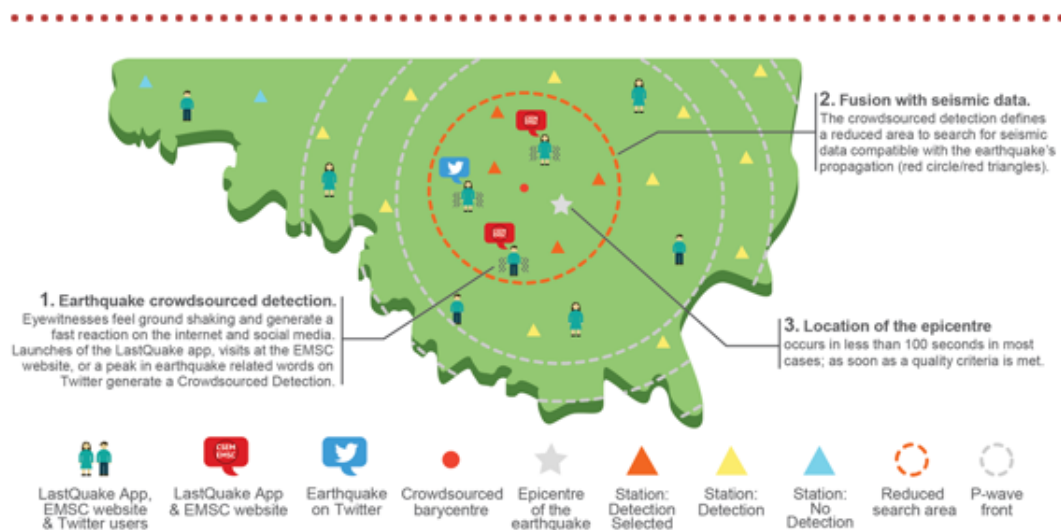 2. Fusion with seismic data.
The crowdsourced detection defines
a reduced area to search for seismic
data compatible with the earthquake's
propagation (red circle/red triangles).
1. Earthquake crowdsourced detection.
Eyewitnesses feel ground shaking and generate a
fast reaction on the internet and social media.
Launches of the LastQuake app, visits at the EMSC
website, or a peak in earthquake related words on
Twitter generate a Crowdsourced Detection.
3. Location of the epicentre
occurs in less than 100 seconds in most
cases; as soon as a quality criteria is met.
CSEM
EMSC
LastQuake App,
EMSC website
& Twitter users
LastQuake App
& EMSC website
Earthquake
on Twitter
Crowdsourced
barycentre
Epicentre
of the
earthquake
Station:
Detection
Selected
Station:
Detection
Station:
No
Detection
Reduced
search area
P-wave
front